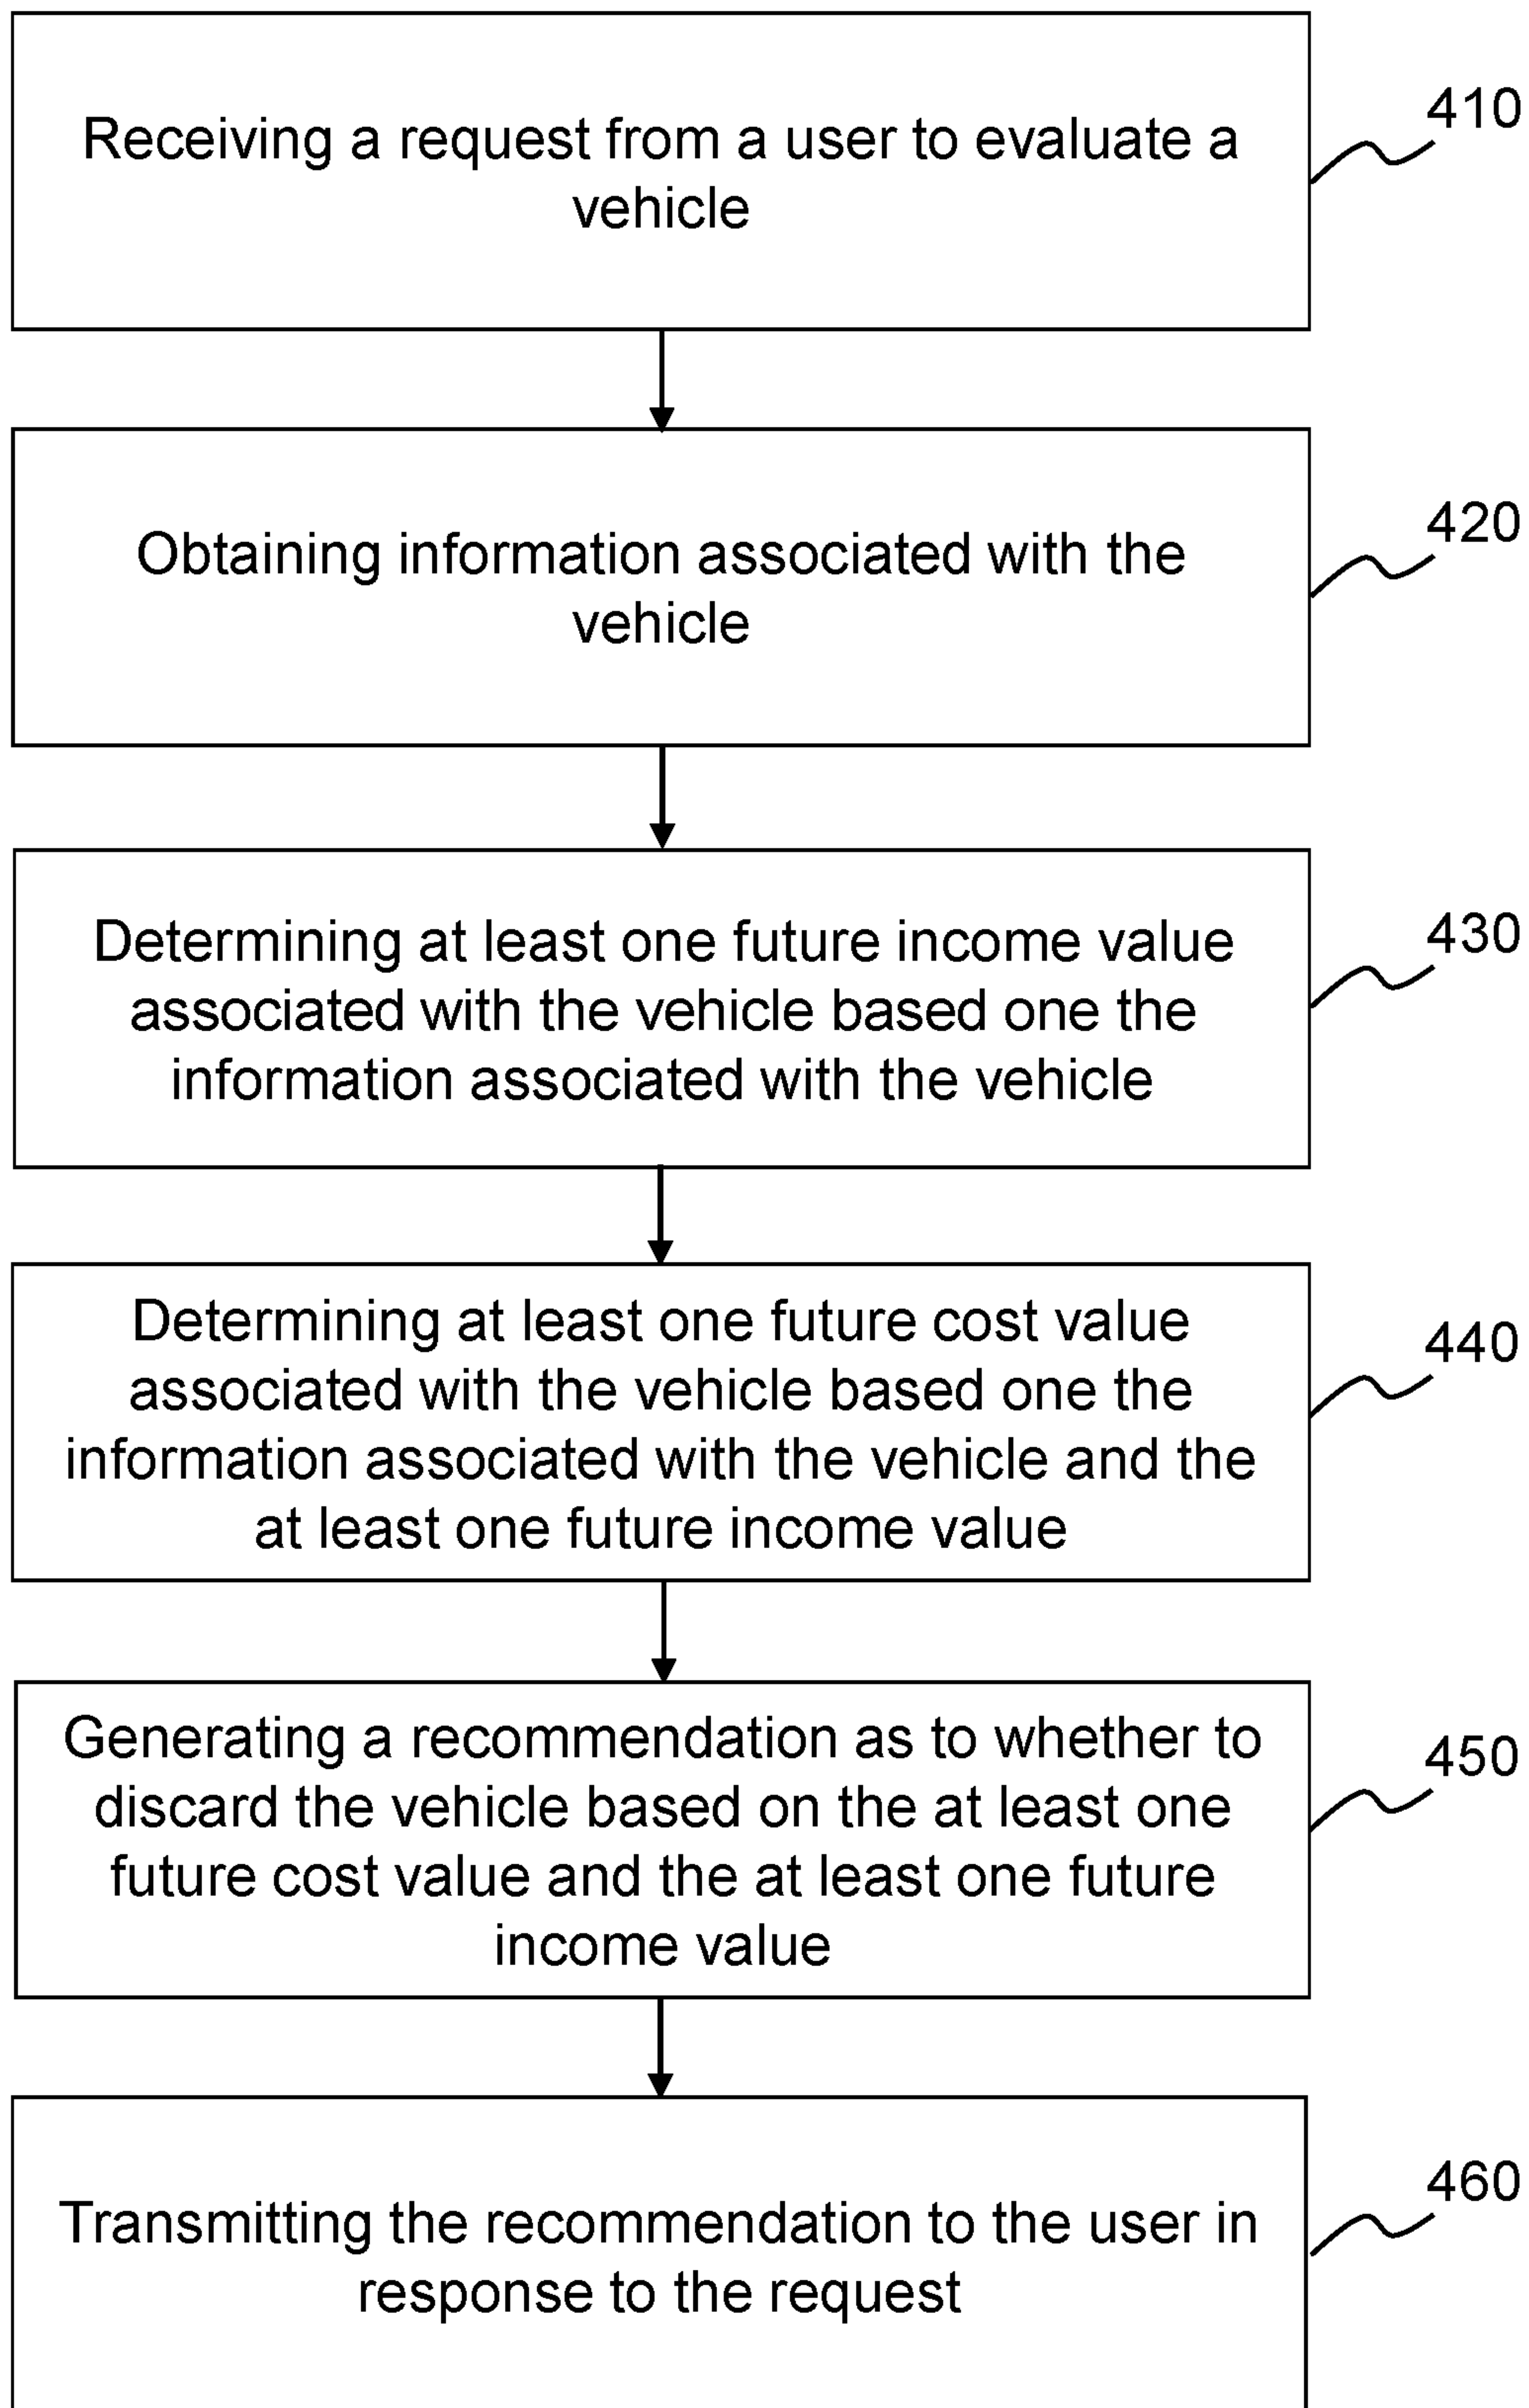 Receiving a request from a user to evaluate a
vehicle
410
Obtaining information associated with the
vehicle
420
Determining at least one future income value
associated with the vehicle based one the
information associated with the vehicle
430
Determining at least one future cost value
associated with the vehicle based one the
information associated with the vehicle and the
at least one future income value
440
Generating a recommendation as to whether to
discard the vehicle based on the at least one
future cost value and the at least one future
income value
450
Transmitting the recommendation to the user in
response to the request
460